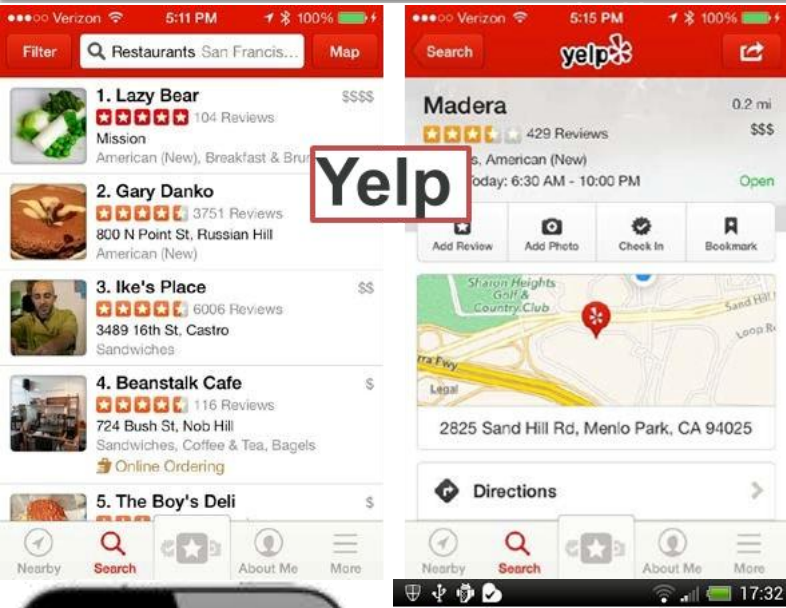 Verizon 5:11 PM 100%
Filter
Restaurants San Francis...
Map
1. Lazy Bear $$$$
104 Reviews
Mission
American (New), Breakfast & Brun
2. Gary Danko
3751 Reviews
800 N Point St, Russian Hill
American (New)
3. Ike's Place $$
6006 Reviews
3489 16th St, Castro
Sandwiches
4. Beanstalk Cafe $
116 Reviews
724 Bush St, Nob Hill
Sandwiches, Coffee & Tea, Bagels
Online Ordering
5. The Boy's Deli $
Nearby Search About Me More
Yelp
Verizon 5:15 PM 100%
Search
yelp
Madera 0.2 mi
429 Reviews $$$
American (New)
6:30 AM - 10:00 PM Open
Add Review Add Photo Check In Bookmark
Sharon Heights
Golf &
Country Club
Sand Hill
Loop
Fwy
Legal
2825 Sand Hill Rd, Menlo Park, CA 94025
Directions
Nearby Search About Me More
17:32